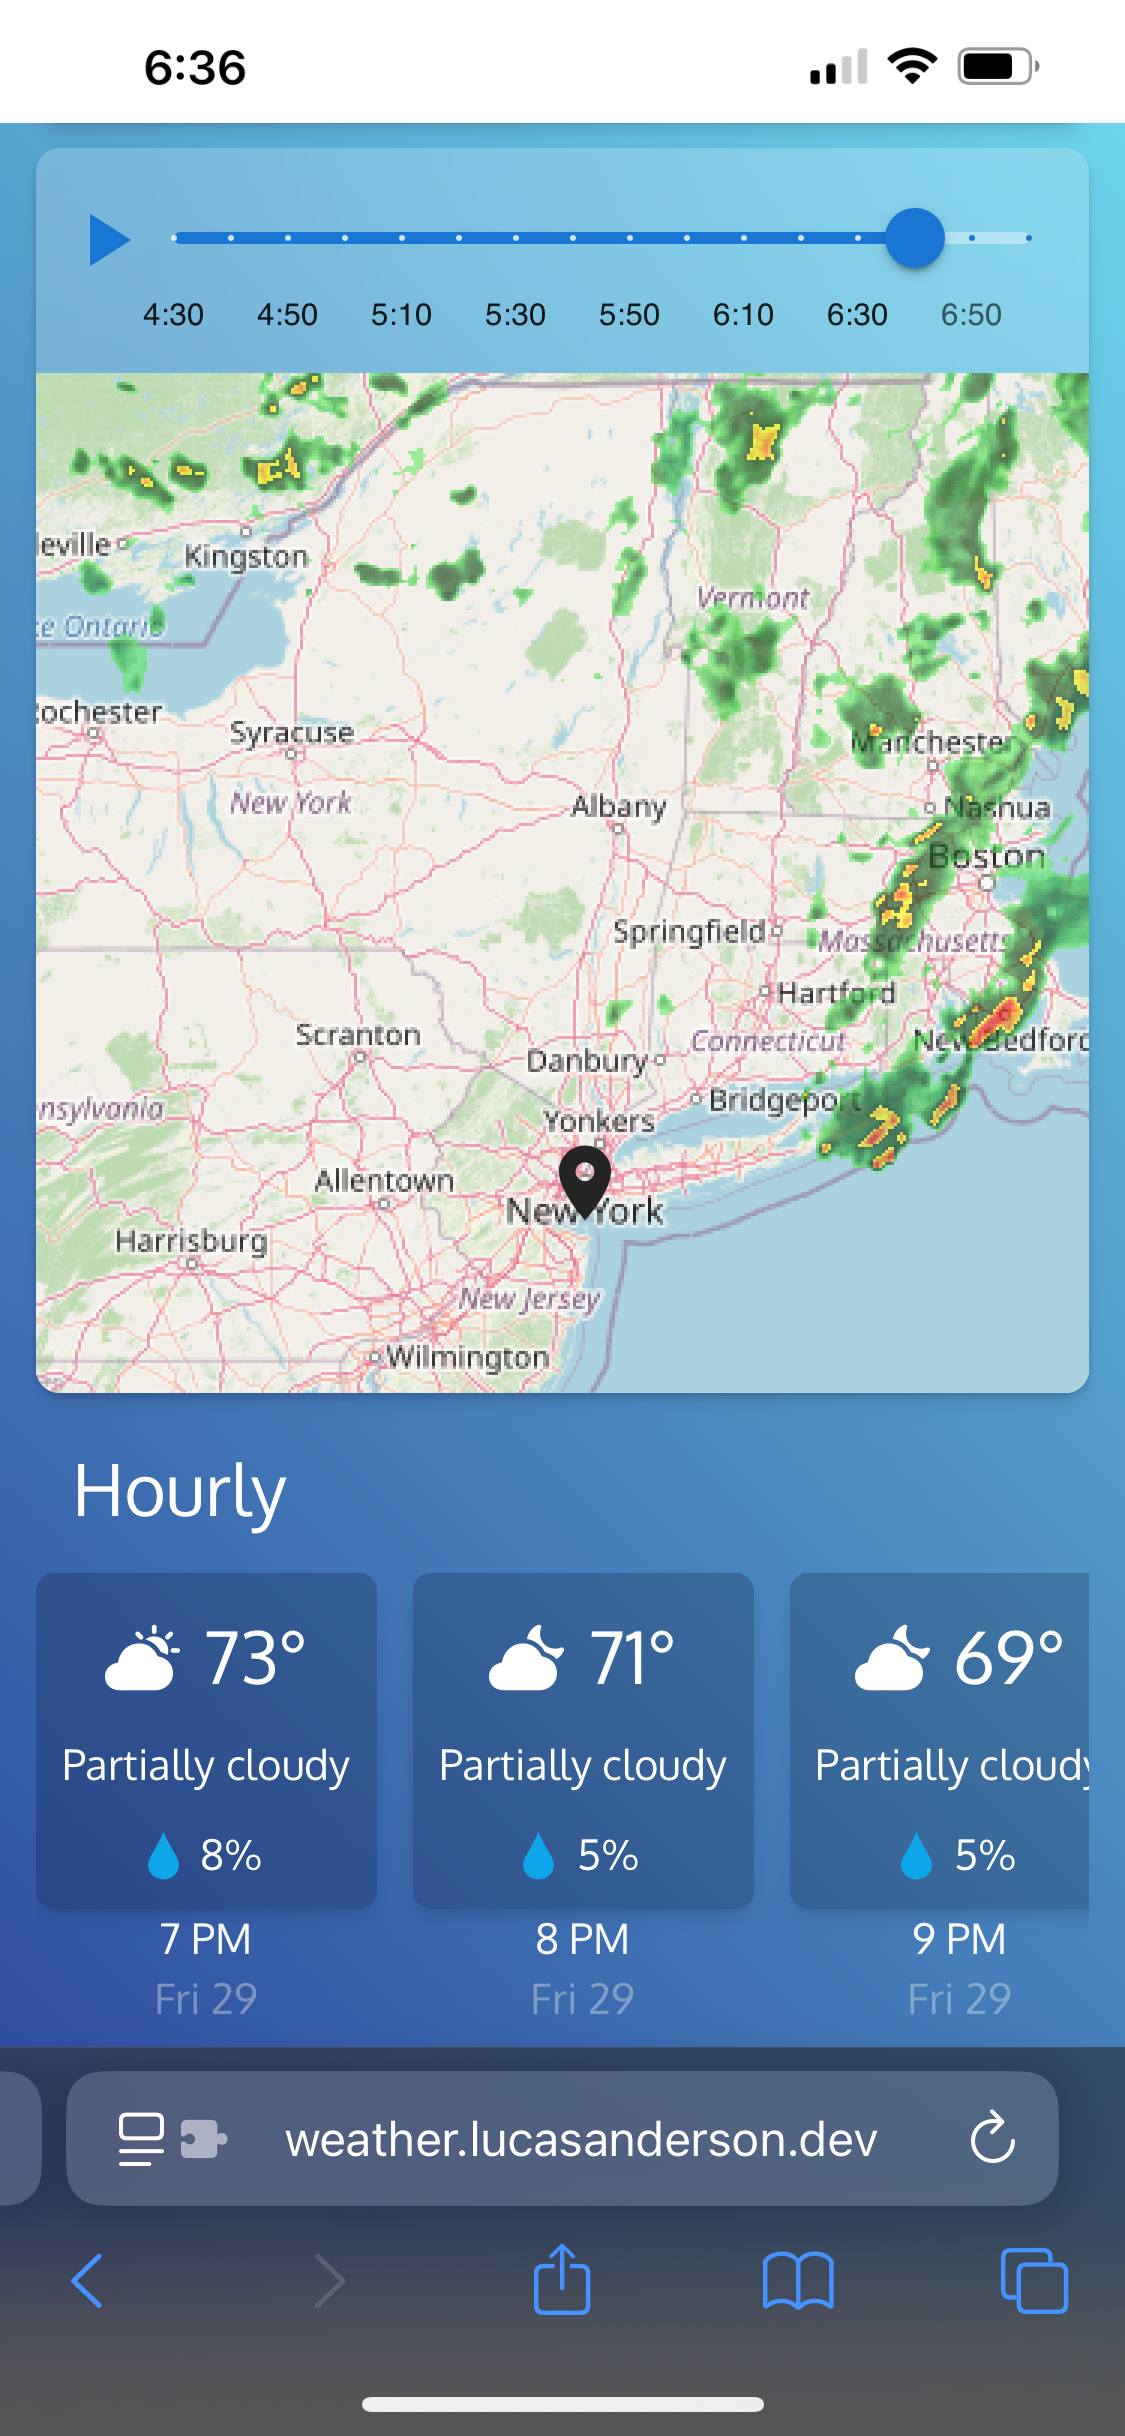 6:36
4:30 4:50 5:10 5:30 5:50 6:10 6:30 6:50
leville
Kingston
Vermont
ke Ontario
Rochester
Syracuse
Manchester
New York
Albany
Nashua
Boston
Springfield
Massachusetts
Hartford
Scranton
Connecticut
New Bedford
Danbury
nsylvania
Bridgeport
Yonkers
Allentown
New York
Harrisburg
New Jersey
Wilmington
Hourly
73° 71° 69°
Partially cloudy Partially cloudy Partially cloudy
8% 5% 5%
7 PM 8 PM 9 PM
Fri 29 Fri 29 Fri 29
weather.lucasanderson.dev